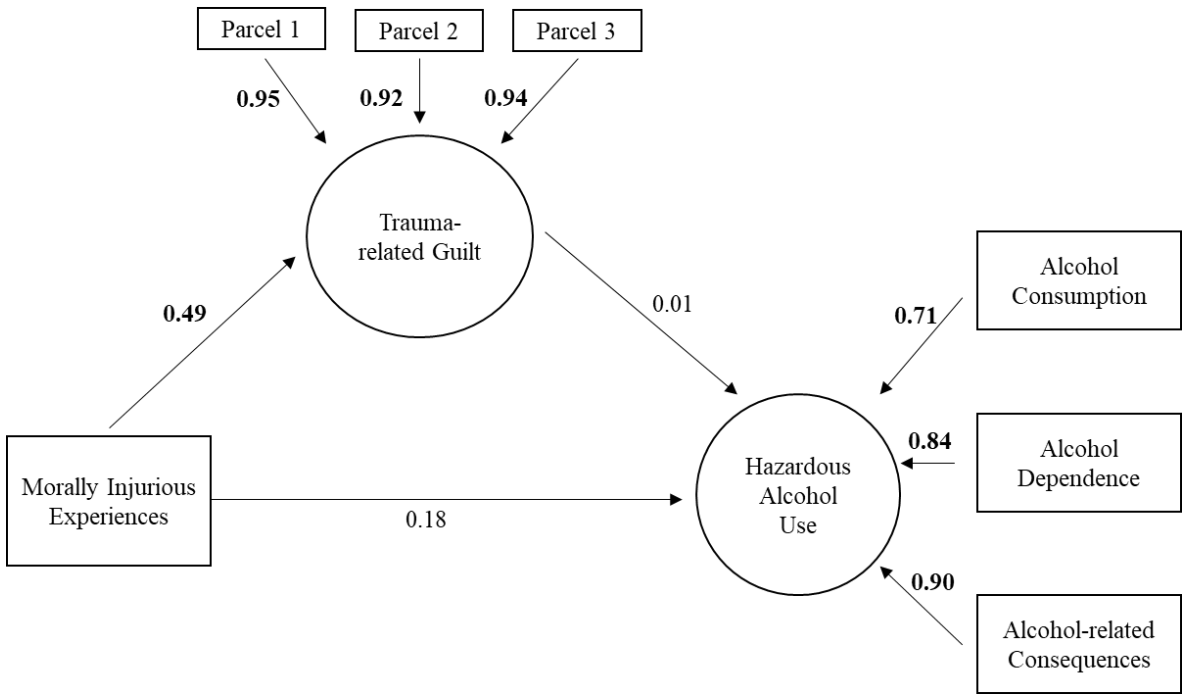 Parcel 1
Parcel 2
Parcel 3
0.95
0.92
0.94
Trauma-
related Guilt
0.49
0.01
Alcohol
Consumption
0.71
Morally Injurious
Experiences
0.18
Hazardous
Alcohol
Use
0.84
Alcohol
Dependence
0.90
Alcohol-related
Consequences